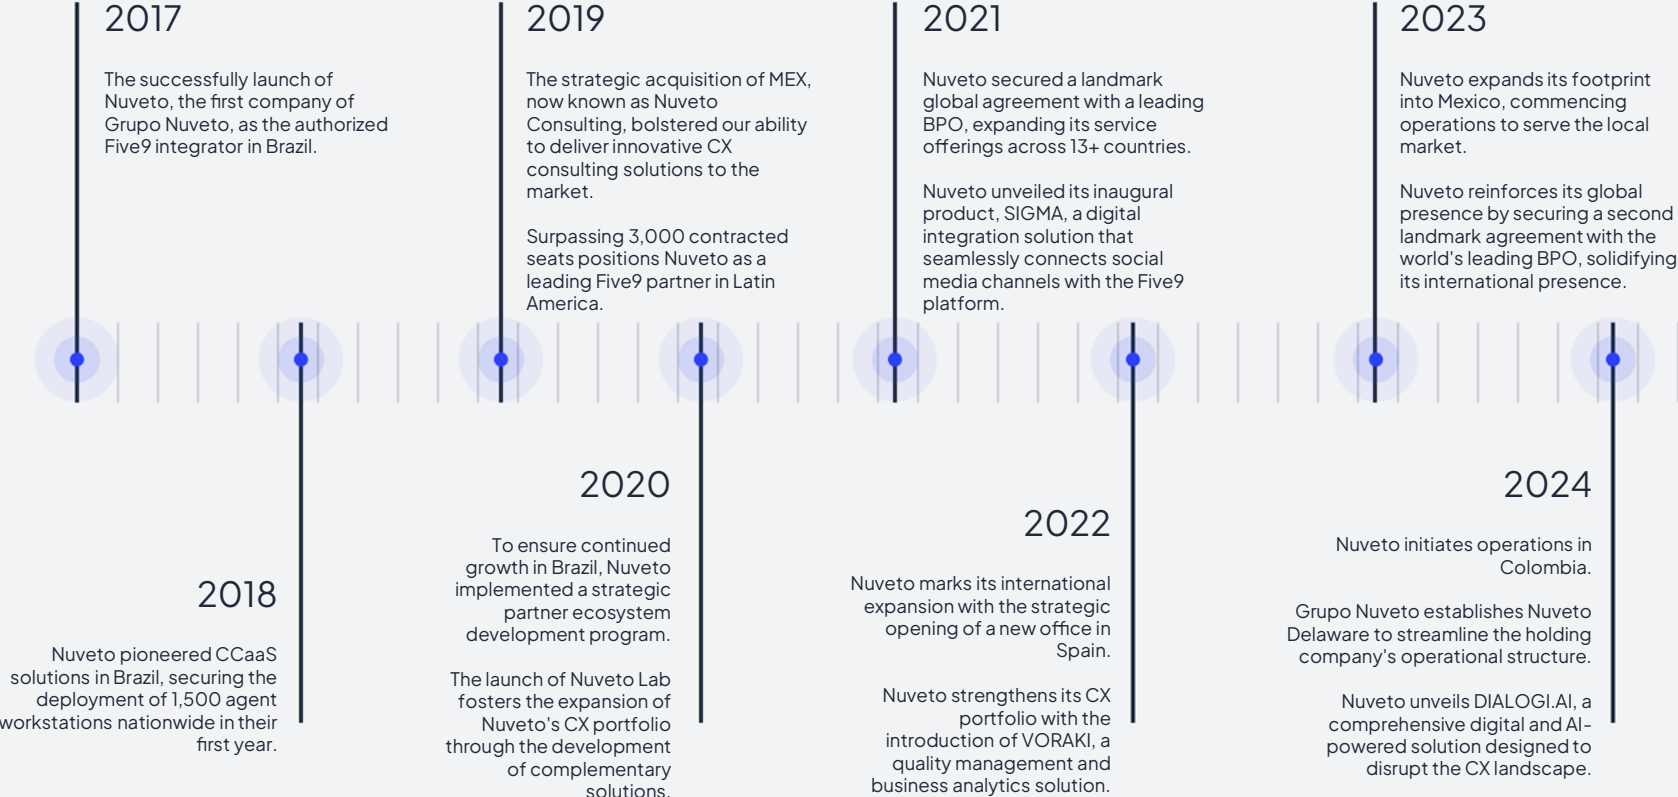 2017
The successfully launch of
Nuveto, the first company of
Grupo Nuveto, as the authorized
Five9 integrator in Brazil.
2019
The strategic acquisition of MEX,
now known as Nuveto
Consulting, bolstered our ability
to deliver innovative CX
consulting solutions to the
market.
Surpassing 3,000 contracted
seats positions Nuveto as a
leading Five9 partner in Latin
America.
2021
Nuveto secured a landmark
global agreement with a leading
BPO, expanding its service
offerings across 13+ countries.
Nuveto unveiled its inaugural
product, SIGMA, a digital
integration solution that
seamlessly connects social
media channels with the Five9
platform.
2023
Nuveto expands its footprint
into Mexico, commencing
operations to serve the local
market.
Nuveto reinforces its global
presence by securing a second
landmark agreement with the
world's leading BPO, solidifying
its international presence.
2018
Nuveto pioneered CCaaS
solutions in Brazil, securing the
deployment of 1,500 agent
workstations nationwide in their
first year.
2020
To ensure continued
growth in Brazil, Nuveto
implemented a strategic
partner ecosystem
development program.
The launch of Nuveto Lab
fosters the expansion of
Nuveto's CX portfolio
through the development
of complementary
solutions.
2022
Nuveto marks its international
expansion with the strategic
opening of a new office in
Spain.
Nuveto strengthens its CX
portfolio with the
introduction of VORAKI, a
quality management and
business analytics solution.
2024
Nuveto initiates operations in
Colombia.
Grupo Nuveto establishes Nuveto
Delaware to streamline the holding
company's operational structure.
Nuveto unveils DIALOGI.AI, a
comprehensive digital and AI-
powered solution designed to
disrupt the CX landscape.